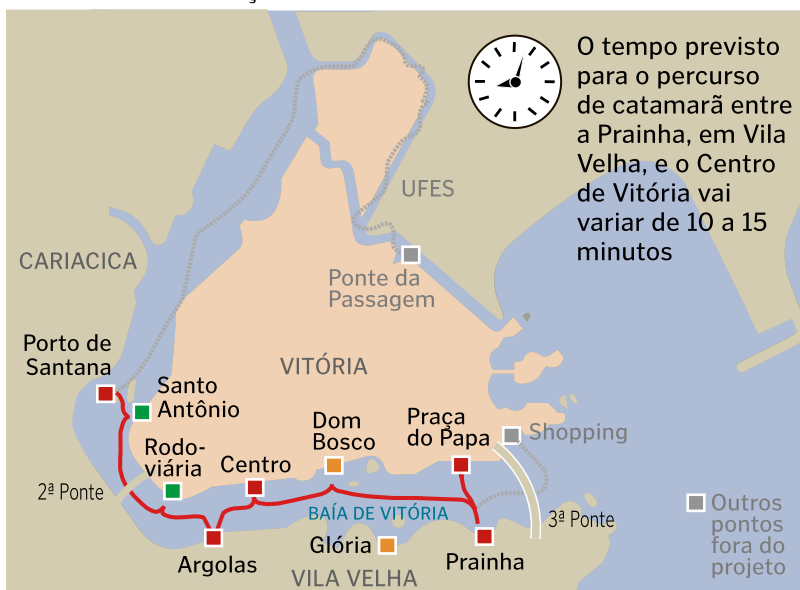 O tempo previsto
para o percurso
de catamarã entre
a Prainha, em Vila
Velha, e o Centro
de Vitória vai
variar de 10 a 15
minutos
UFES
CARIACICA
Ponte da
Passagem
Porto de
Santana
VITÓRIA
Santo
Antônio
Dom
Bosco
Praça
do Papa
Shopping
Rodo-
viária
Centro
2ª Ponte
BAÍA DE VITÓRIA
3ª Ponte
Outros
pontos
fora do
projeto
Argolas
Glória
Prainha
VILA VELHA